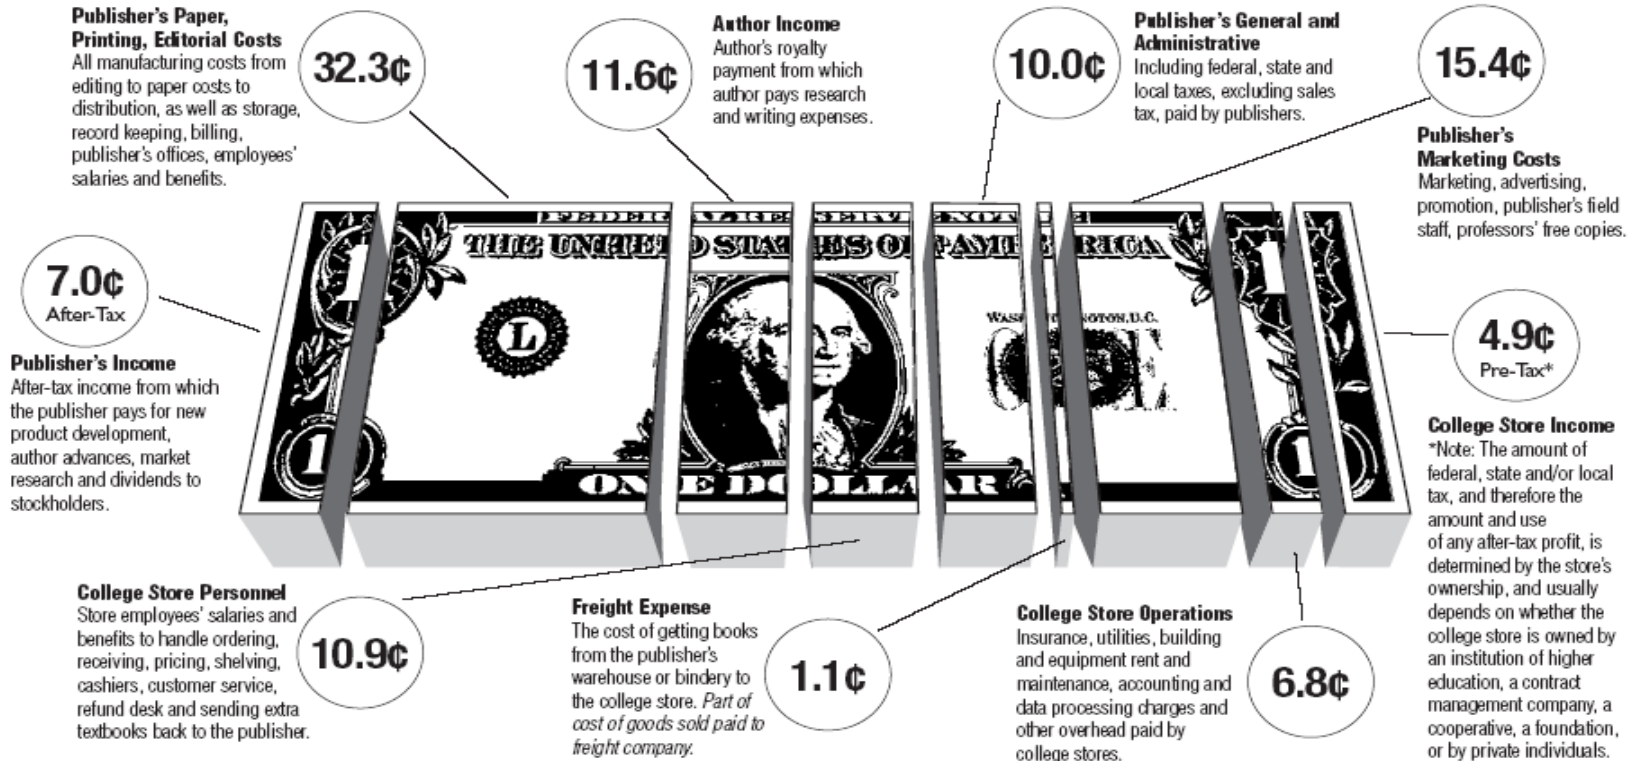 Publisher's Paper,
Printing, Editorial Costs
All manufacturing costs from
editing to paper costs to
distribution, as well as storage,
record keeping, billing,
publisher's offices, employees'
salaries and benefits.
32.3¢
11.6¢
Author Income
Author's royalty
payment from which
author pays research
and writing expenses.
10.0¢
Publisher's General and
Administrative
Including federal, state and
local taxes, excluding sales
tax, paid by publishers.
15.4¢
Publisher's
Marketing Costs
Marketing, advertising,
promotion, publisher's field
staff, professors' free copies.
7.0¢
After-Tax
Publisher's Income
After-tax income from which
the publisher pays for new
product development,
author advances, market
research and dividends to
stockholders.
FEDERAL RESERVE NOTE
THE UNITED STATES OF AMERICA
1
1
L
WASHINGTON, D.C.
ONE
1
1
ONE DOLLAR
4.9¢
Pre-Tax*
College Store Income
*Note: The amount of
federal, state and/or local
tax, and therefore the
amount and use
of any after-tax profit, is
determined by the store's
ownership, and usually
depends on whether the
college store is owned by
an institution of higher
education, a contract
management company, a
cooperative, a foundation,
or by private individuals.
College Store Personnel
Store employees' salaries and
benefits to handle ordering,
receiving, pricing, shelving,
cashiers, customer service,
refund desk and sending extra
textbooks back to the publisher.
10.9¢
Freight Expense
The cost of getting books
from the publisher's
warehouse or bindery to
the college store. Part of
cost of goods sold paid to
freight company.
1.1¢
College Store Operations
Insurance, utilities, building
and equipment rent and
maintenance, accounting and
data processing charges and
other overhead paid by
college stores.
6.8¢